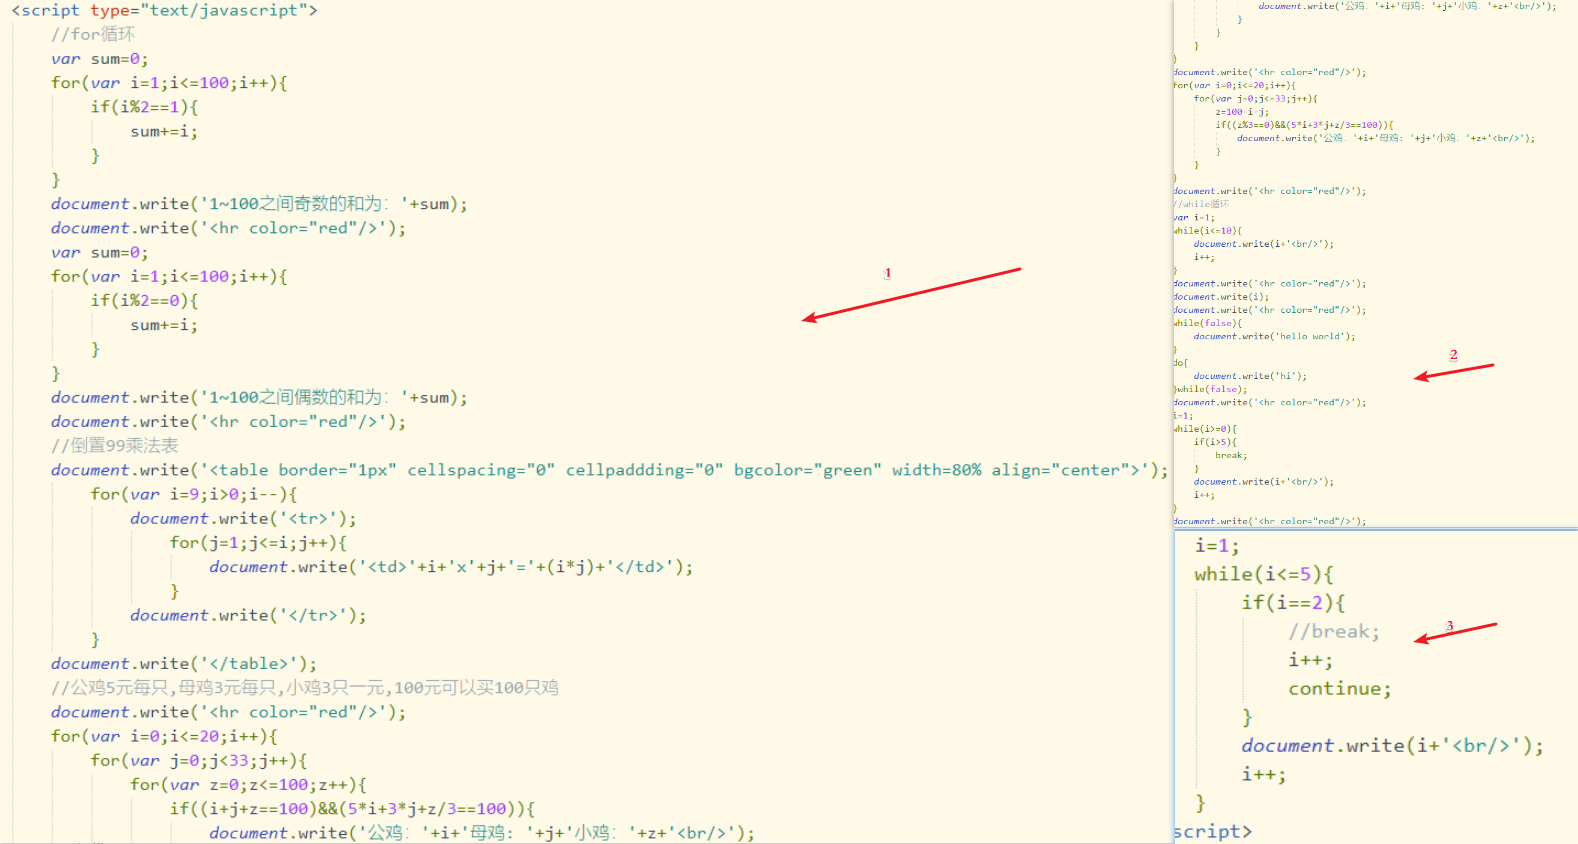 <script type="text/javascript">
//for循环
var sum=0;
for(var i=1;i<=100;i++){
if(i%2==1){
sum+=i;
}
}
document.write('1~100之间奇数的和为: '+sum);
document.write('<hr color="red"/>');
var sum=0;
for(var i=1;i<=100;i++){
if(i%2==0){
sum+=i;
}
}
document.write('1~100之间偶数的和为: '+sum);
document.write('<hr color="red"/>');
//倒置99乘法表
document.write('<table border="1px" cellspacing="0" cellpaddding="0" bgcolor="green" width=80% align="center">');
for(var i=9;i>0;i--){
document.write('<tr>');
for(j=1;j<=i;j++){
document.write('<td>'+i+'x'+j+'='+(i*j)+'</td>');
}
document.write('</tr>');
}
document.write('</table>');
//公鸡5元每只,母鸡3元每只,小鸡3只一元,100元可以买100只鸡
document.write('<hr color="red"/>');
for(var i=0;i<=20;i++){
for(var j=0;j<33;j++){
for(var z=0;z<=100;z++){
if((i+j+z==100)&&(5*i+3*j+z/3==100)){
document.write('公鸡: '+i+'母鸡: '+j+'小鸡: '+z+'<br/>');
1
document.write('公鸡: '+i+'母鸡: '+j+'小鸡: '+z+'<br/>');
}
}
}
}
document.write('<hr color="red"/>');
for(var i=0;i<=20;i++){
for(var j=0;j<=33;j++){
z=100-i-j;
if((z%3==0)&&(5*i+3*j+z/3==100)){
document.write('公鸡: '+i+'母鸡: '+j+'小鸡: '+z+'<br/>');
}
}
}
document.write('<hr color="red"/>');
//while循环
var i=1;
while(i<=10){
document.write(i+'<br/>');
i++;
}
document.write('<hr color="red"/>');
document.write(i);
document.write('<hr color="red"/>');
while(false){
document.write('hello world');
}
do{
document.write('hi');
}while(false);
document.write('<hr color="red"/>');
i=1;
while(i>=0){
if(i>5){
break;
}
document.write(i+'<br/>');
i++;
}
document.write('<hr color="red"/>');
2
i=1;
while(i<=5){
if(i==2){
//break;
i++;
continue;
}
document.write(i+'<br/>');
i++;
}
script>
3